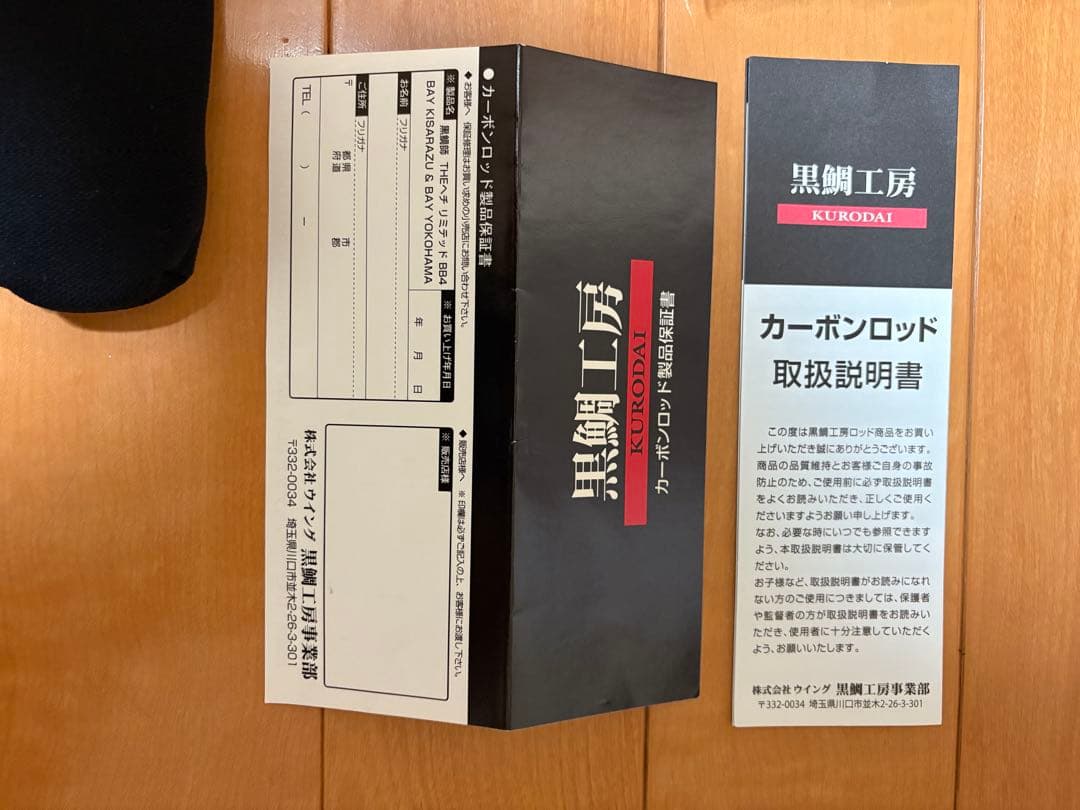 ●カーボンロッド製品保証書
◆お客様へ 保証修理はお買い求めの小売店にお問い合わせ下さい。
※製品名
黒鯛師 THEヘチ リミテッド BB4
BAY KISARAZU & BAY YOKOHAMA
※お買い上げ年月日
年 月 日
お名前
フリガナ
ご住所
フリガナ
〒
都 県 市
府 道 郡
TEL ( ) －
◆販売店様へ ※印欄は必ずご記入の上、お客様にお渡し下さい。
※販売店様
株式会社 ウイング 黒鯛工房事業部
〒332-0034 埼玉県川口市並木2-26-3-301
黒鯛工房
KURODAI
カーボンロッド製品保証書
黒鯛工房
KURODAI
カーボンロッド
取扱説明書
この度は黒鯛工房ロッド商品をお買い
上げいただき誠にありがとうございます。
商品の品質維持とお客様ご自身の事故
防止のため、ご使用前に必ず取扱説明書
をよくお読みいただき、正しくご使用く
ださいますようお願い申し上げます。
なお、必要な時にいつでも参照できます
よう、本取扱説明書は大切に保管してく
ださい。
お子様など、取扱説明書がお読みになれ
ない方のご使用につきましては、保護者
や監督者の方が取扱説明書をお読みい
ただき、使用者に十分注意していただく
よう、お願いいたします。
株式会社 ウイング 黒鯛工房事業部
〒332-0034 埼玉県川口市並木2-26-3-301